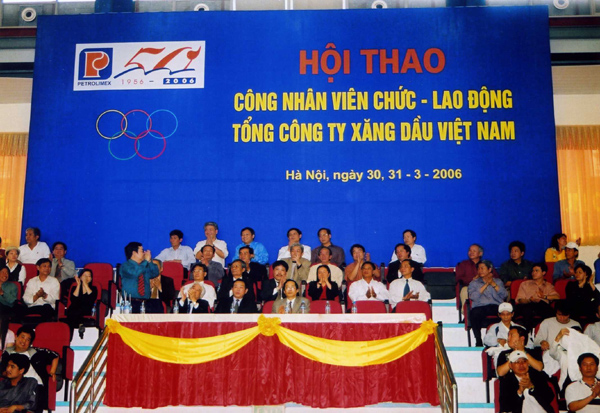 PETROLIMEX
50
1956 - 2006
HỘI THAO
CÔNG NHÂN VIÊN CHỨC - LAO ĐỘNG
TỔNG CÔNG TY XĂNG DẦU VIỆT NAM
Hà Nội, ngày 30, 31 - 3 - 2006